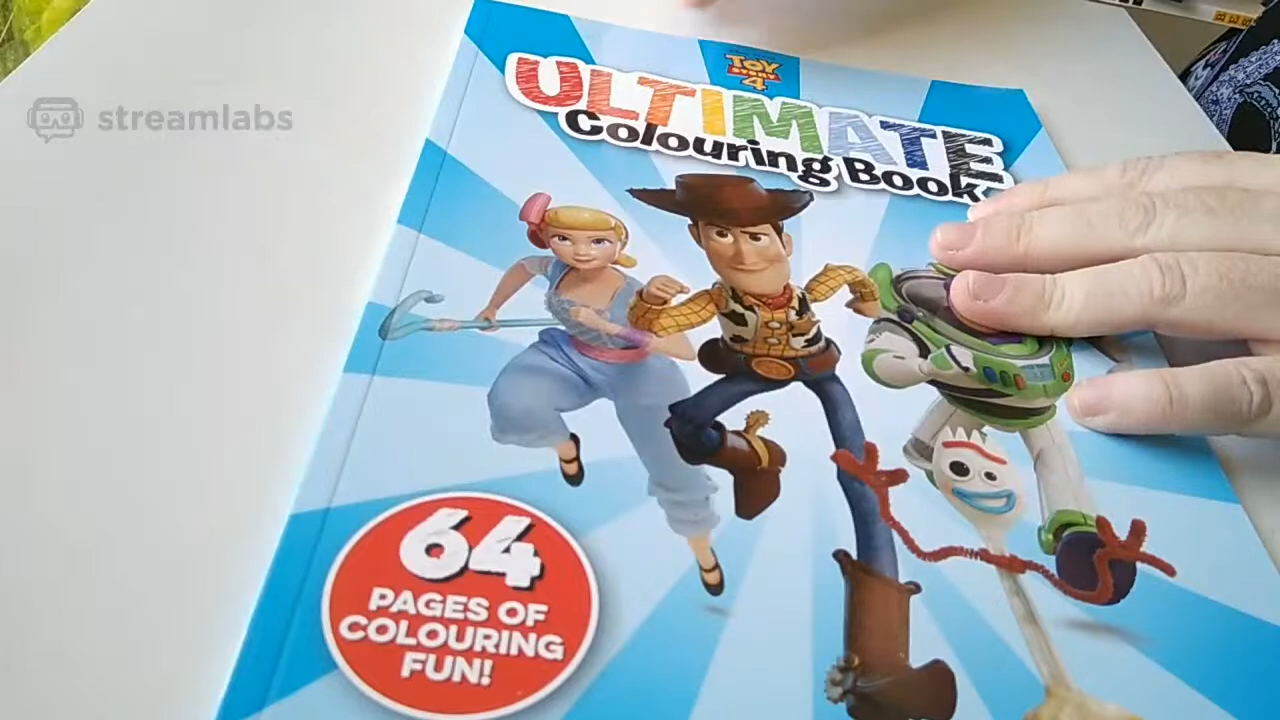 streamlabs
TOY
STORY
4
ULTIMATE
Colouring Book
64
PAGES OF
COLOURING
FUN!